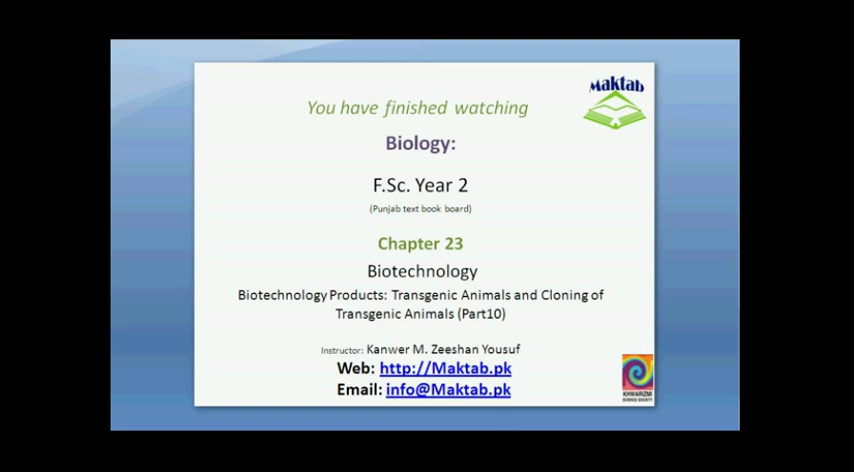 Maktab
You have finished watching
Biology:
F.Sc. Year 2
(Punjab text book board)
Chapter 23
Biotechnology
Biotechnology Products: Transgenic Animals and Cloning of
Transgenic Animals (Part10)
Instructor: Kanwer M. Zeeshan Yousuf
Web: http://Maktab.pk
Email: info@Maktab.pk
KHWARIZMI
SCIENCE SOCIETY